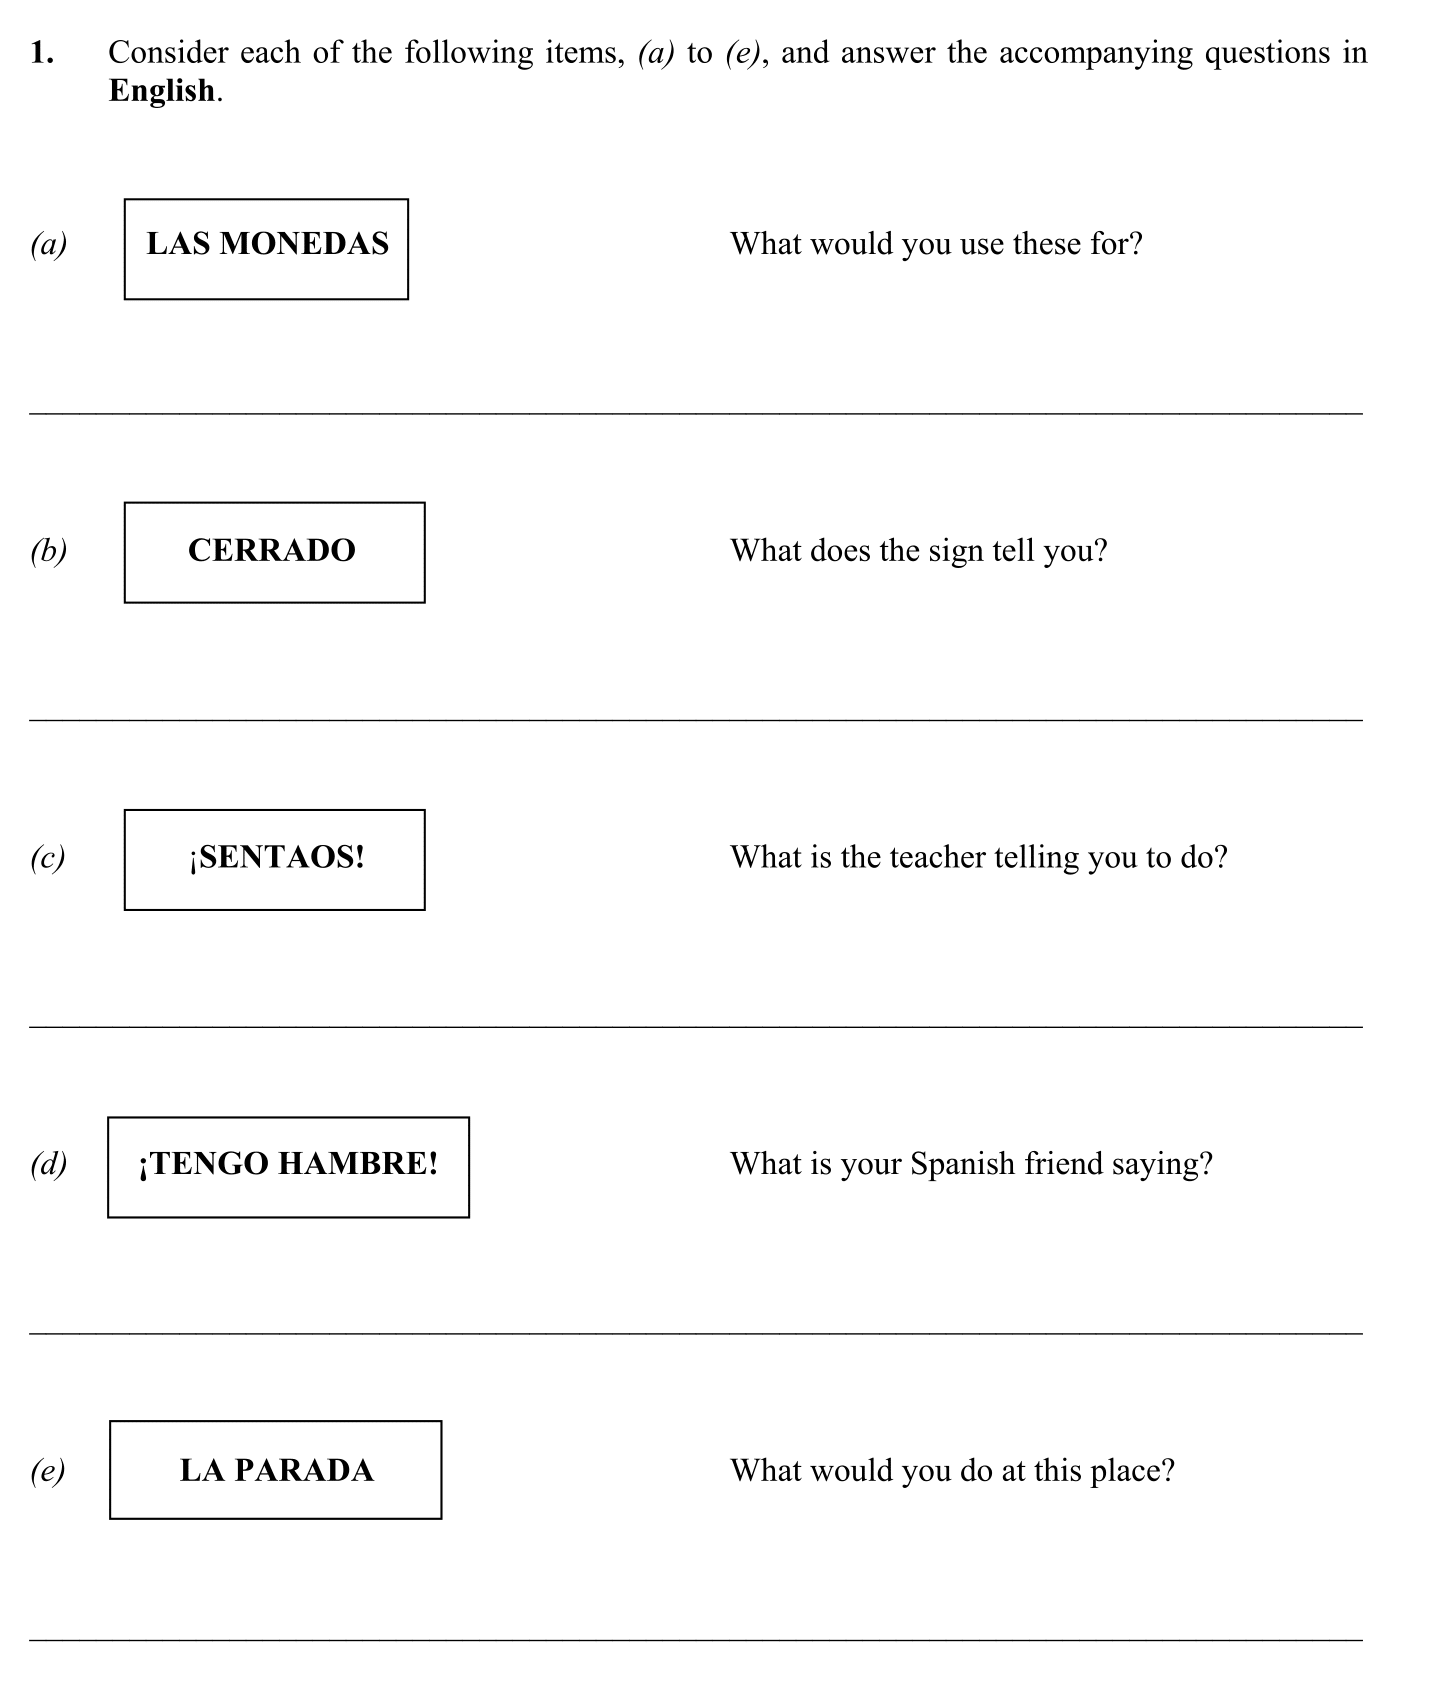 1. Consider each of the following items, (a) to (e), and answer the accompanying questions in
English.
(a) LAS MONEDAS What would you use these for?
(b) CERRADO What does the sign tell you?
(c) ¡SENTAOS! What is the teacher telling you to do?
(d) ¡TENGO HAMBRE! What is your Spanish friend saying?
(e) LA PARADA What would you do at this place?